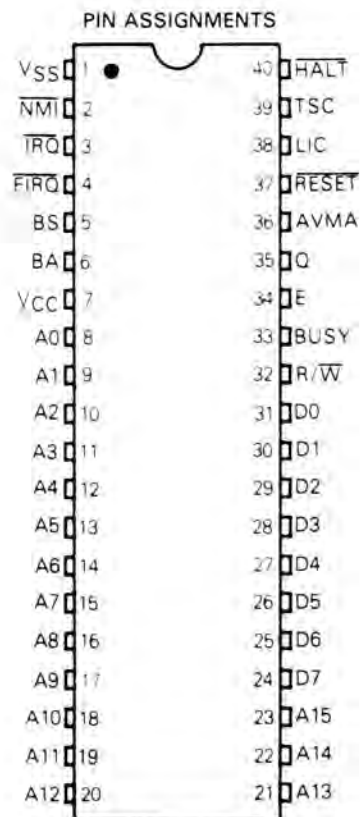 PIN ASSIGNMENTS
VSS 1 40 HALT
NMI 2 39 TSC
IRQ 3 38 LIC
FIRQ 4 37 RESET
BS 5 36 AVMA
BA 6 35 Q
VCC 7 34 E
A0 8 33 BUSY
A1 9 32 R/W
A2 10 31 D0
A3 11 30 D1
A4 12 29 D2
A5 13 28 D3
A6 14 27 D4
A7 15 26 D5
A8 16 25 D6
A9 17 24 D7
A10 18 23 A15
A11 19 22 A14
A12 20 21 A13